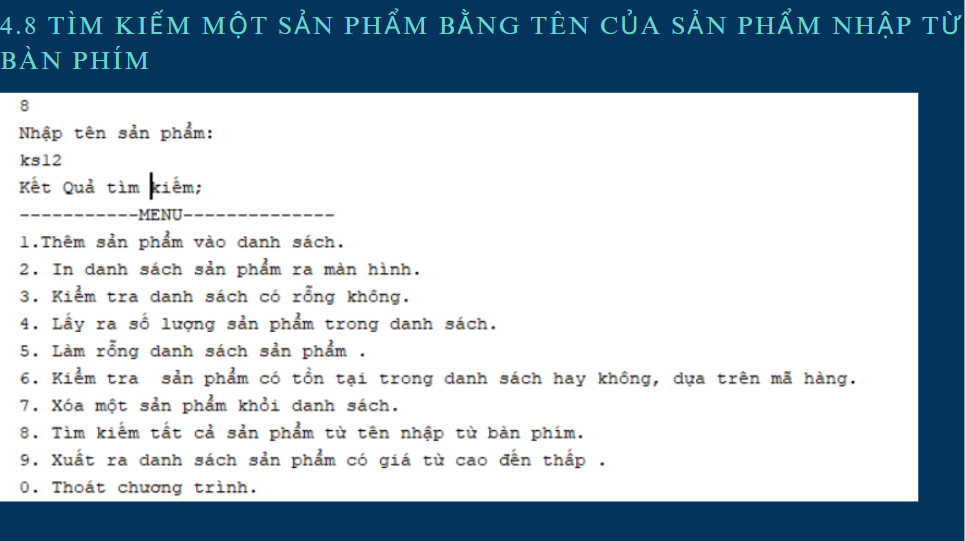 4.8 TÌM KIẾM MỘT SẢN PHẨM BẰNG TÊN CỦA SẢN PHẨM NHẬP TỪ
BÀN PHÍM
8
Nhập tên sản phẩm:
ks12
Kết Quả tìm kiếm;
-----------MENU--------------
1.Thêm sản phẩm vào danh sách.
2. In danh sách sản phẩm ra màn hình.
3. Kiểm tra danh sách có rỗng không.
4. Lấy ra số lượng sản phẩm trong danh sách.
5. Làm rỗng danh sách sản phẩm .
6. Kiểm tra  sản phẩm có tồn tại trong danh sách hay không, dựa trên mã hàng.
7. Xóa một sản phẩm khỏi danh sách.
8. Tìm kiếm tất cả sản phẩm từ tên nhập từ bàn phím.
9. Xuất ra danh sách sản phẩm có giá từ cao đến thấp .
0. Thoát chương trình.